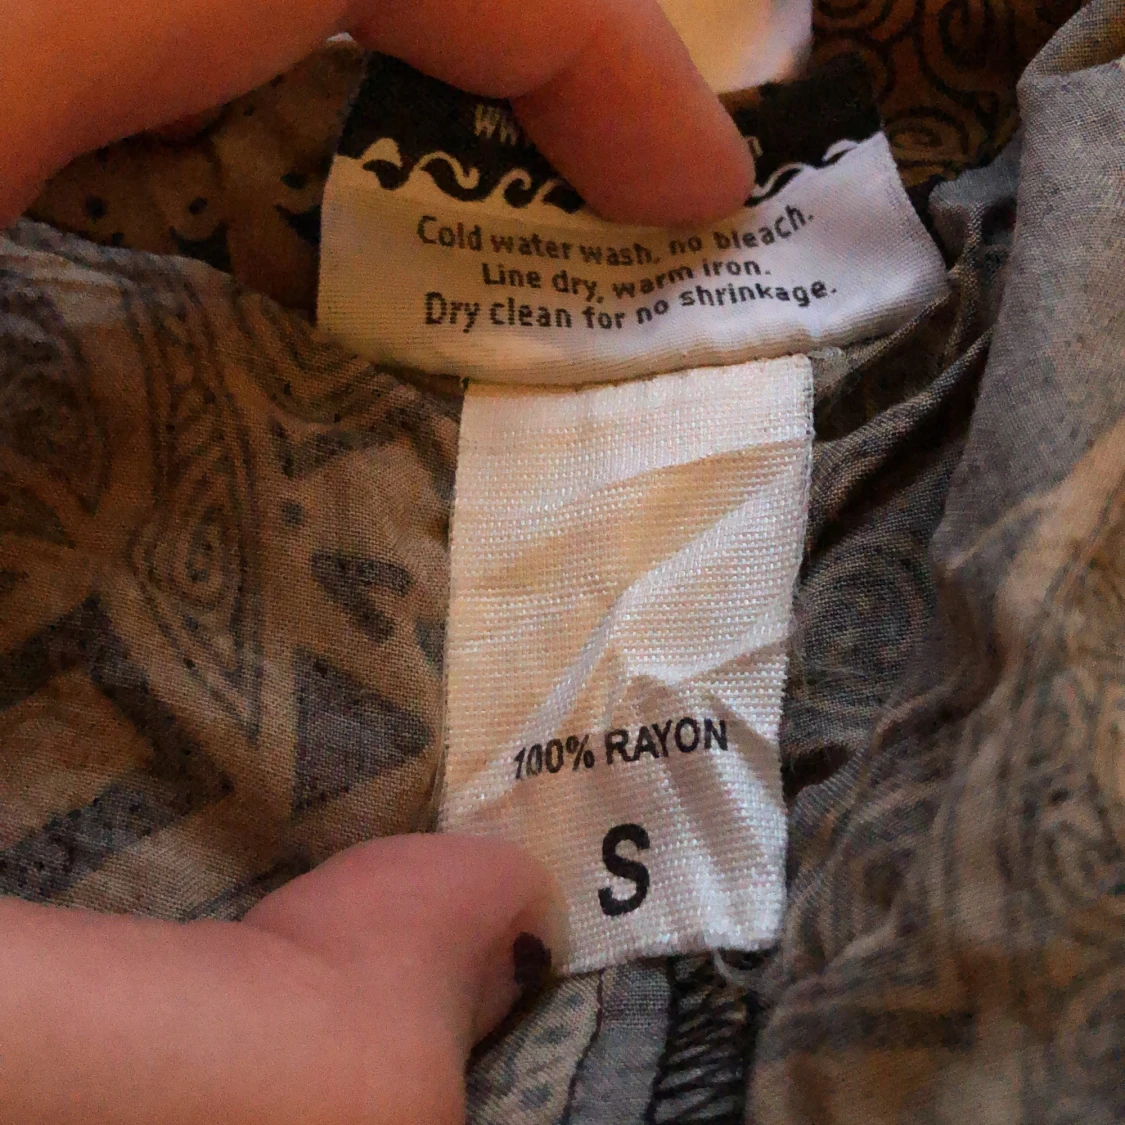 Cold water wash, no bleach.
Line dry, warm iron.
Dry clean for no shrinkage.
100% RAYON
S